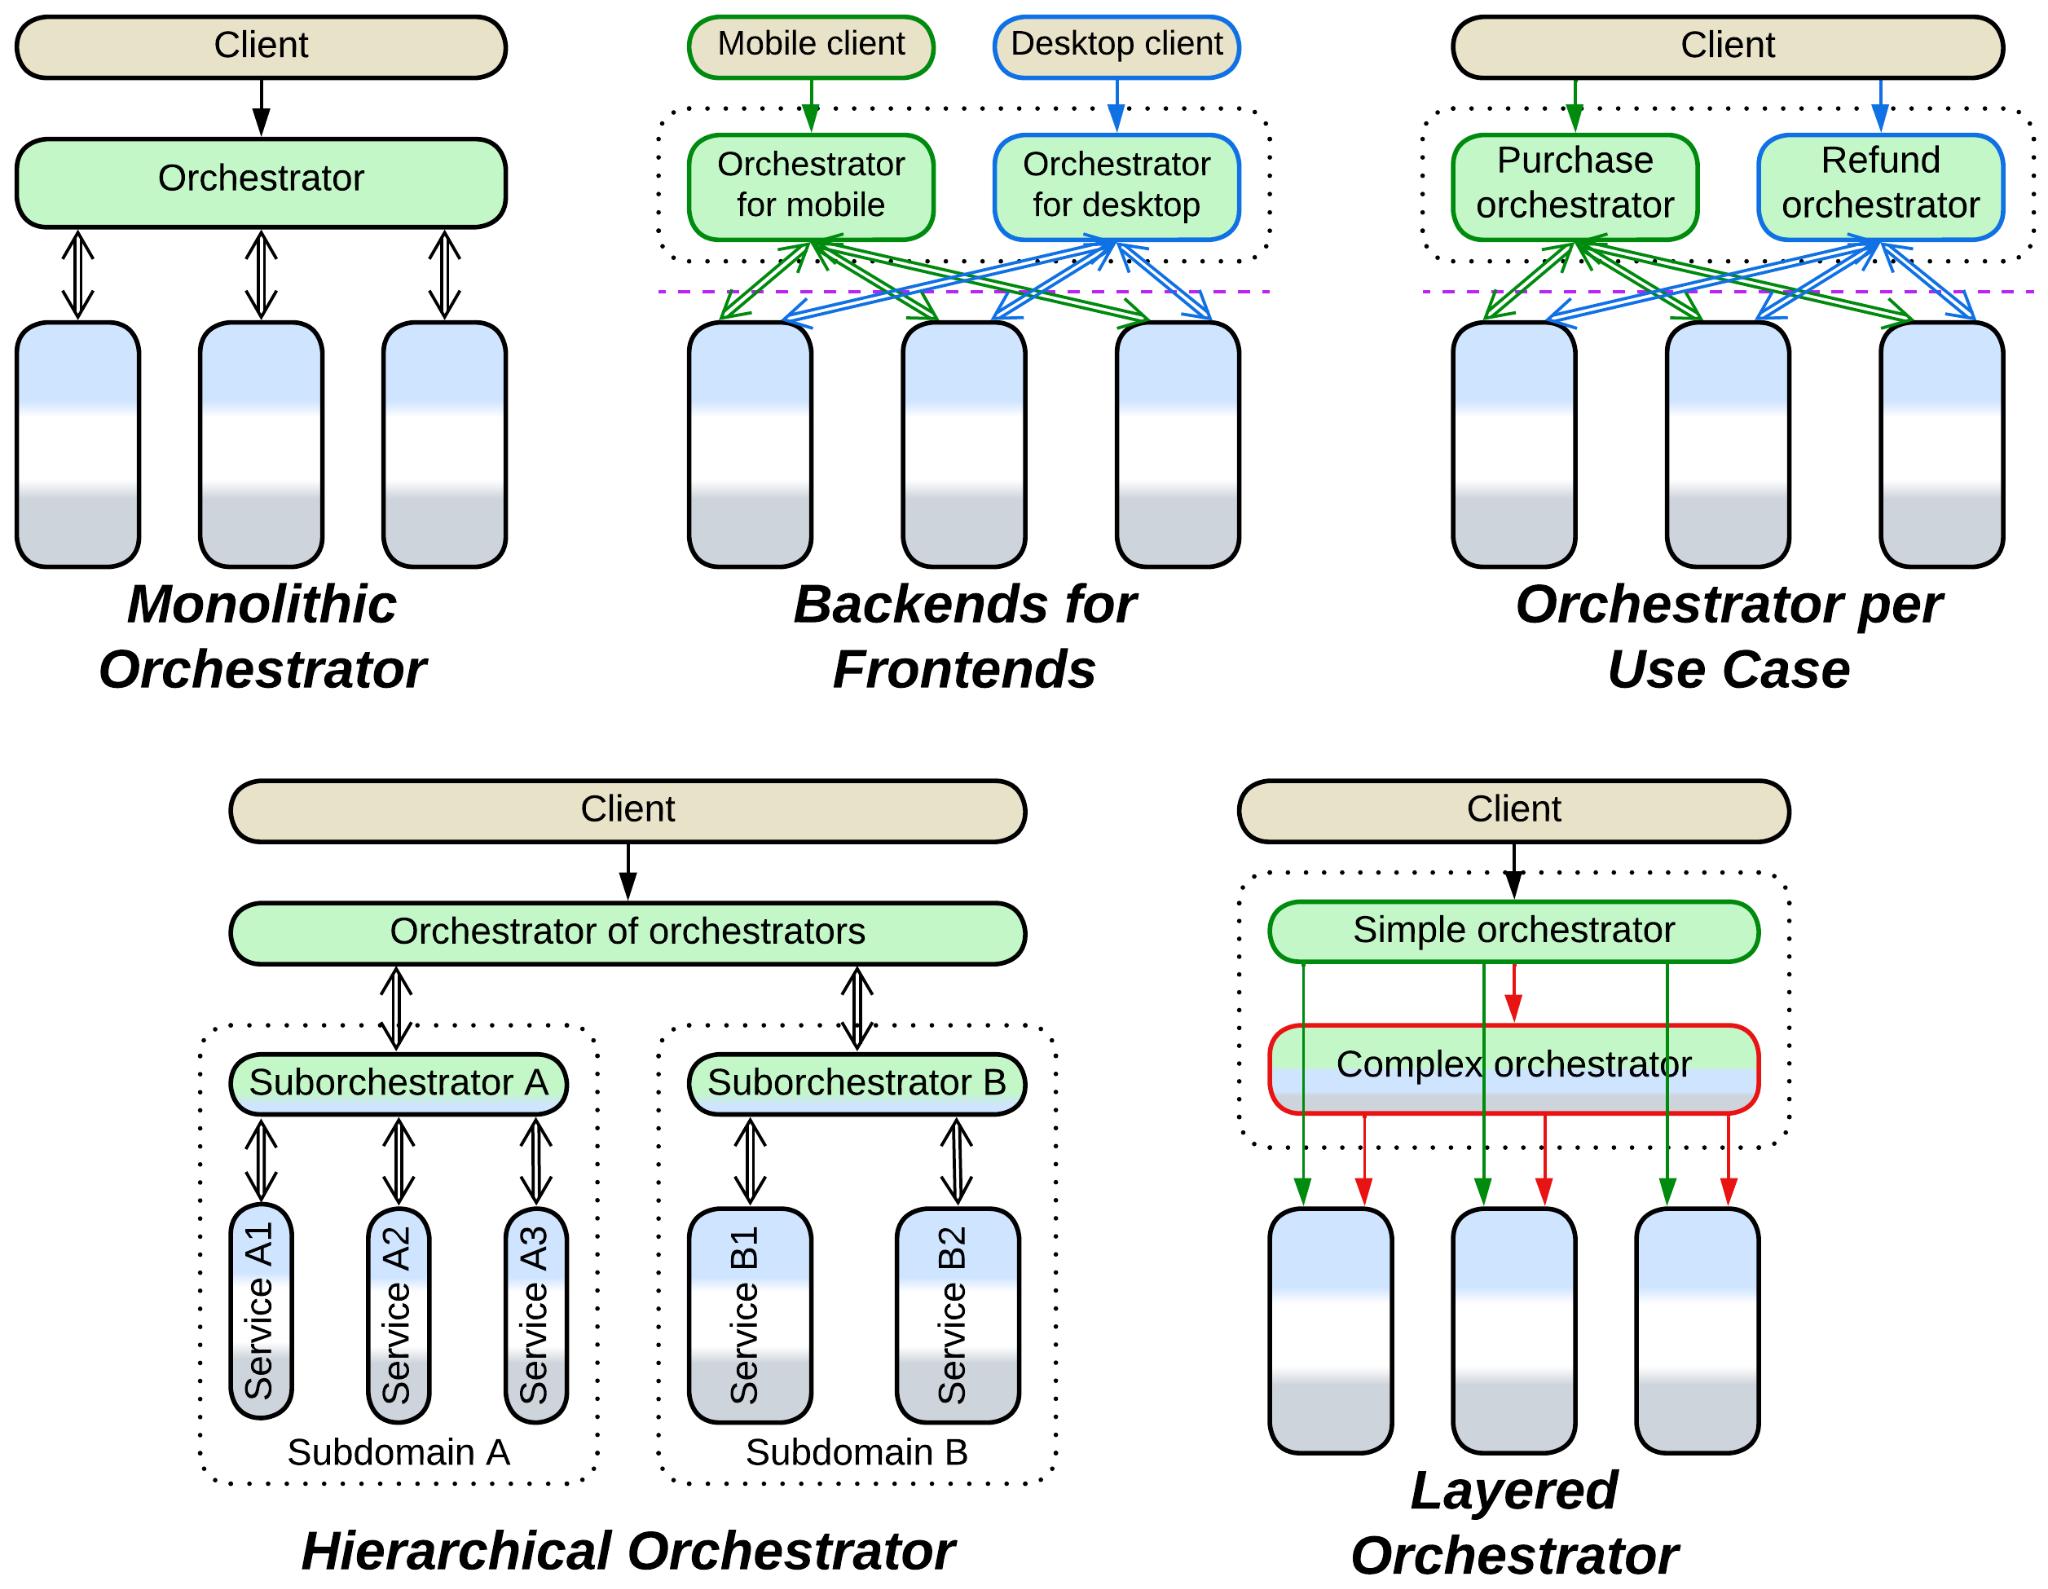 Client
Orchestrator
Monolithic
Orchestrator
Mobile client
Desktop client
Orchestrator
for mobile
Orchestrator
for desktop
Backends for
Frontends
Client
Purchase
orchestrator
Refund
orchestrator
Orchestrator per
Use Case
Client
Orchestrator of orchestrators
Suborchestrator A
Suborchestrator B
Service A1
Service A2
Service A3
Service B1
Service B2
Subdomain A
Subdomain B
Hierarchical Orchestrator
Client
Simple orchestrator
Complex orchestrator
Layered
Orchestrator